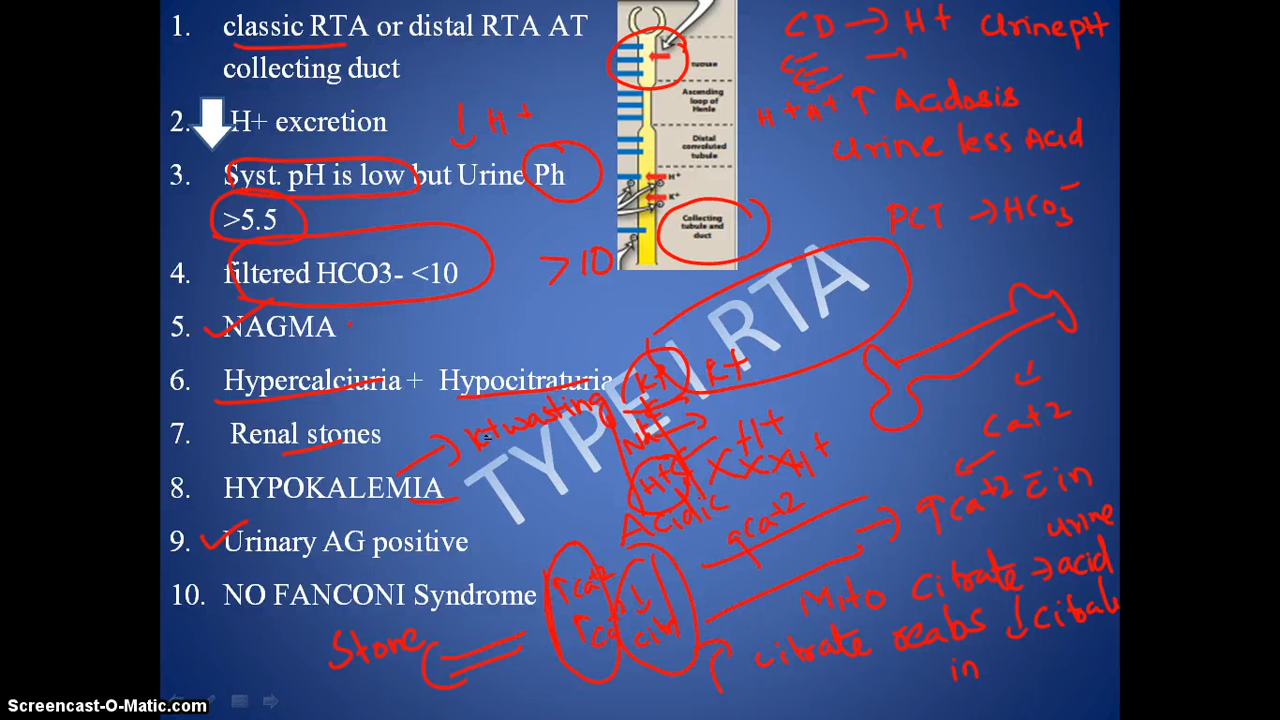 1. classic RTA or distal RTA AT
collecting duct
2. H+ excretion
3. Syst. pH is low but Urine Ph
>5.5
4. filtered HCO3- <10
5. NAGMA
6. Hypercalciuria + Hypocitraturia
7. Renal stones
8. HYPOKALEMIA
9. Urinary AG positive
10. NO FANCONI Syndrome
TYPE I RTA
tubule
Ascending
loop of
Henle
Distal
convoluted
tubule
H+
K+
Collecting
tubule and
duct
CD → H+ Urine pH
H+ A+ ↑ Acidosis
Urine less Acid
↓ H+
PCT → HCO3-
>10
K+ wasting
H+
XXXH+
Acidic
Ca+2
↑Ca+2 in
urine
Mito Citrate → acid
citrate reabs ↓Citrate
in
↑Ca+2
↓
citr
Stone
Screencast-O-Matic.com